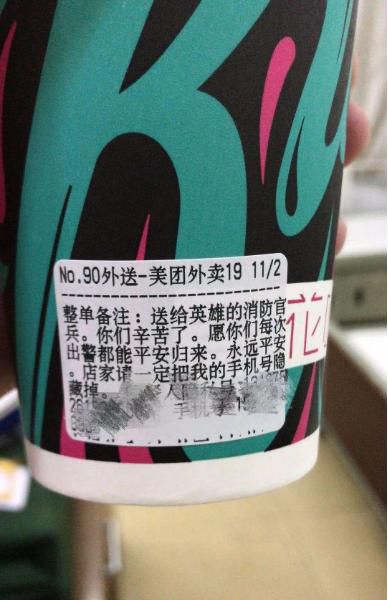 No.90外送-美团外卖19 11/2
整单备注：送给英雄的消防官
兵。你们辛苦了。愿你们每次
出警都能平安归来。永远平安
。店家请一定把我的手机号隐
藏掉。